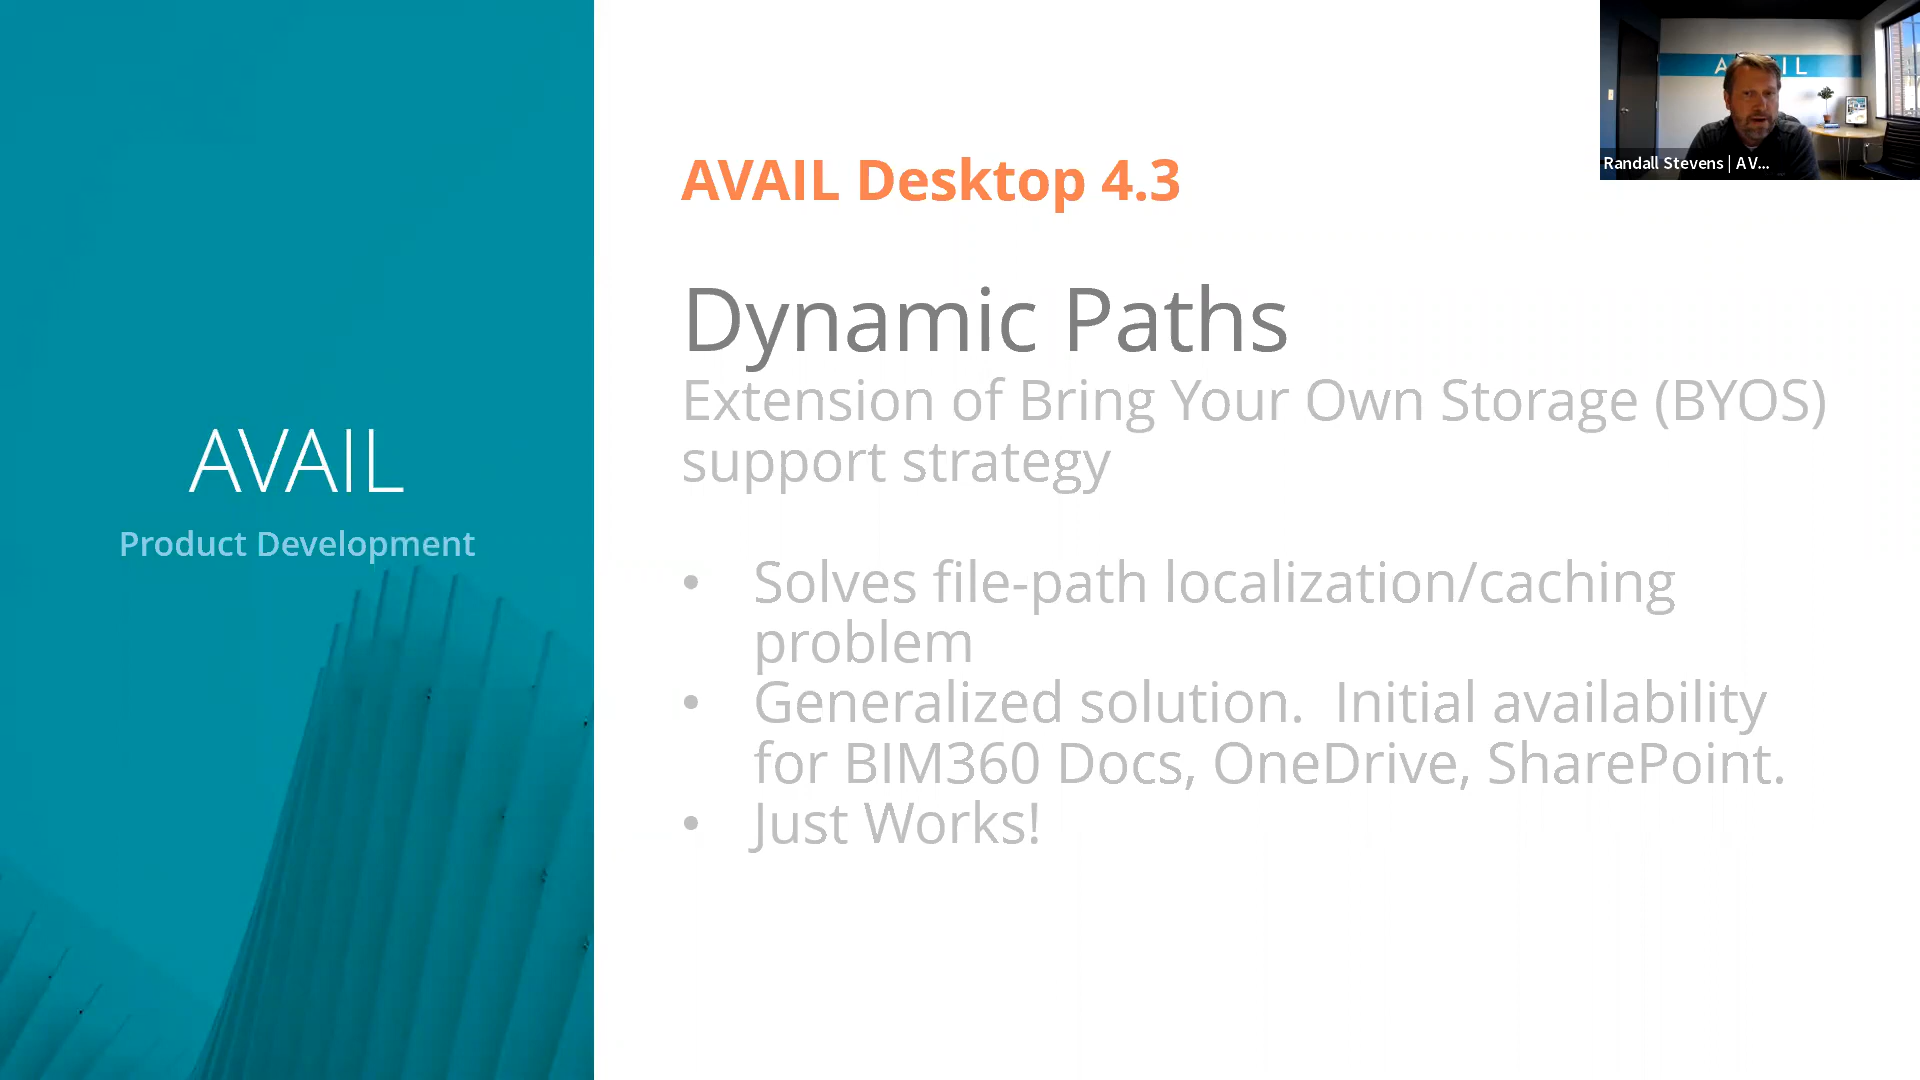 AVAIL
Product Development
AVAIL Desktop 4.3
Dynamic Paths
Extension of Bring Your Own Storage (BYOS)
support strategy
• Solves file-path localization/caching
problem
• Generalized solution.  Initial availability
for BIM360 Docs, OneDrive, SharePoint.
• Just Works!
Randall Stevens | AV...